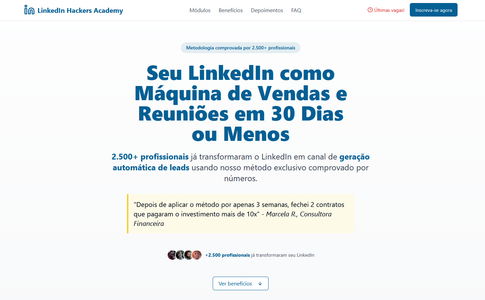 LinkedIn Hackers Academy
Módulos
Benefícios
Depoimentos
FAQ
Últimas vagas!
Inscreva-se agora
Metodologia comprovada por 2.500+ profissionais
Seu LinkedIn como
Máquina de Vendas e
Reuniões em 30 Dias
ou Menos
2.500+ profissionais já transformaram o LinkedIn em canal de geração
automática de leads usando nosso método exclusivo comprovado por
números.
"Depois de aplicar o método por apenas 3 semanas, fechei 2 contratos
que pagaram o investimento mais de 10x" - Marcela R., Consultora
Financeira
+2.500 profissionais já transformaram seu LinkedIn
Ver benefícios